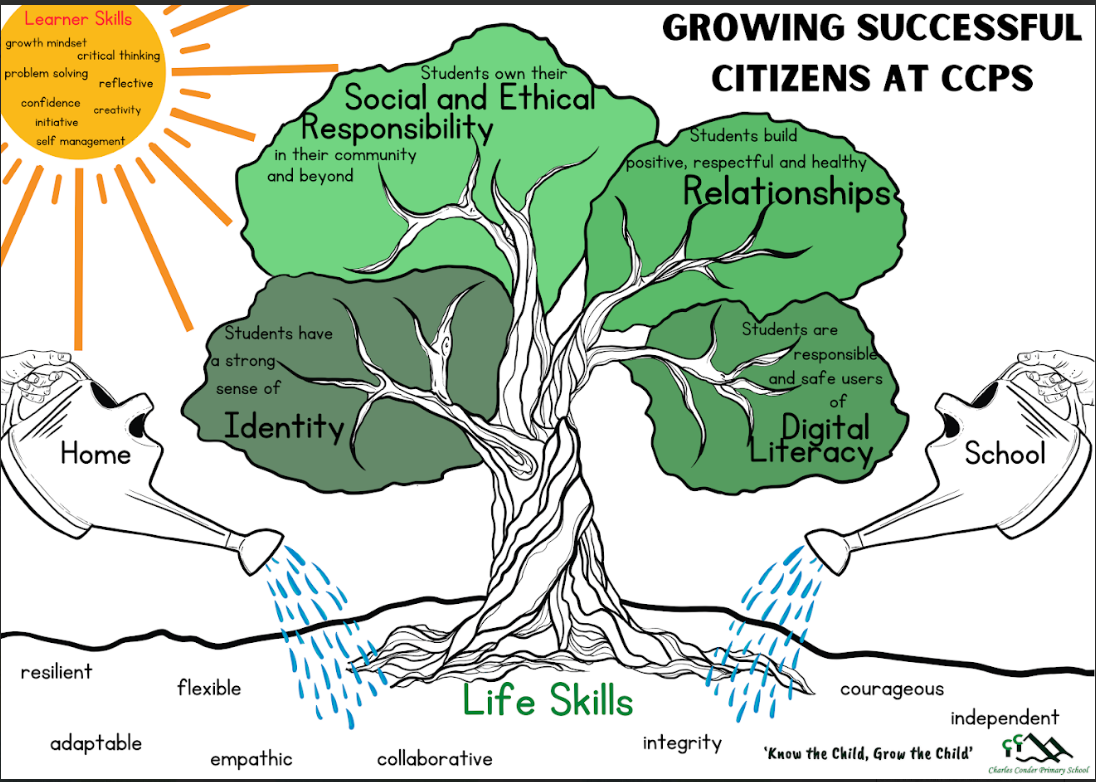 Learner Skills
growth mindset
critical thinking
problem solving
reflective
confidence
creativity
initiative
self management
GROWING SUCCESSFUL
CITIZENS AT CCPS
Students own their
Social and Ethical
Responsibility
in their community
and beyond
Students build
positive, respectful and healthy
Relationships
Students have
a strong
sense of
Identity
Students are
responsible
and safe users
of
Digital
Literacy
Home
School
Life Skills
resilient
flexible
adaptable
empathic
collaborative
integrity
courageous
independent
'Know the Child, Grow the Child'
CC
Charles Conder Primary School